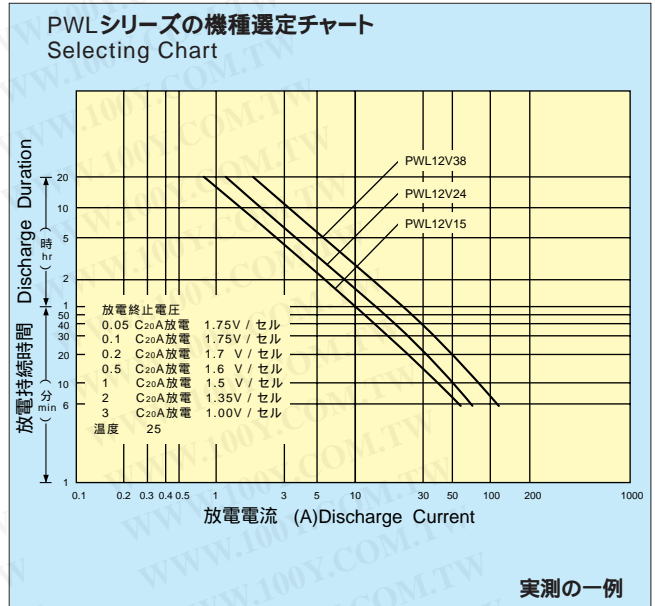 PWLシリーズの機種選定チャート
Selecting Chart
PWL12V38
PWL12V24
PWL12V15
放電持続時間 Discharge Duration
(時 hr)
(分 min)
20
10
5
2
1
50
40
30
20
10
6
1
放電終止電圧
0.05 C20A放電 1.75V / セル
0.1 C20A放電 1.75V / セル
0.2 C20A放電 1.7 V / セル
0.5 C20A放電 1.6 V / セル
1 C20A放電 1.5 V / セル
2 C20A放電 1.35V / セル
3 C20A放電 1.00V / セル
温度 25
0.1 0.2 0.3 0.4 0.5 1 3 5 10 30 50 100 200 1000
放電電流 (A)Discharge Current
実測の一例
WWW.100Y.COM.TW